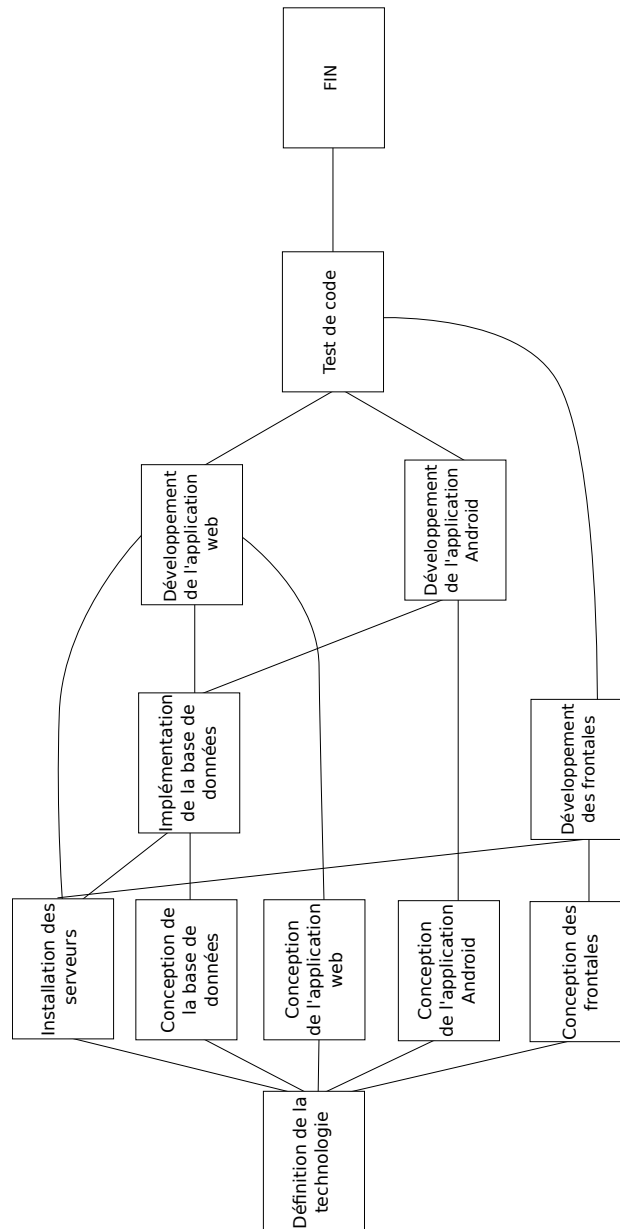 Définition de la
technologie
Installation des
serveurs
Conception de
la base de
données
Conception
de l'application
web
Conception
de l'application
Android
Conception des
frontales
Implémentation
de la base de
données
Développement
des frontales
Développement
de l'application
web
Développement
de l'application
Android
Test de code
FIN